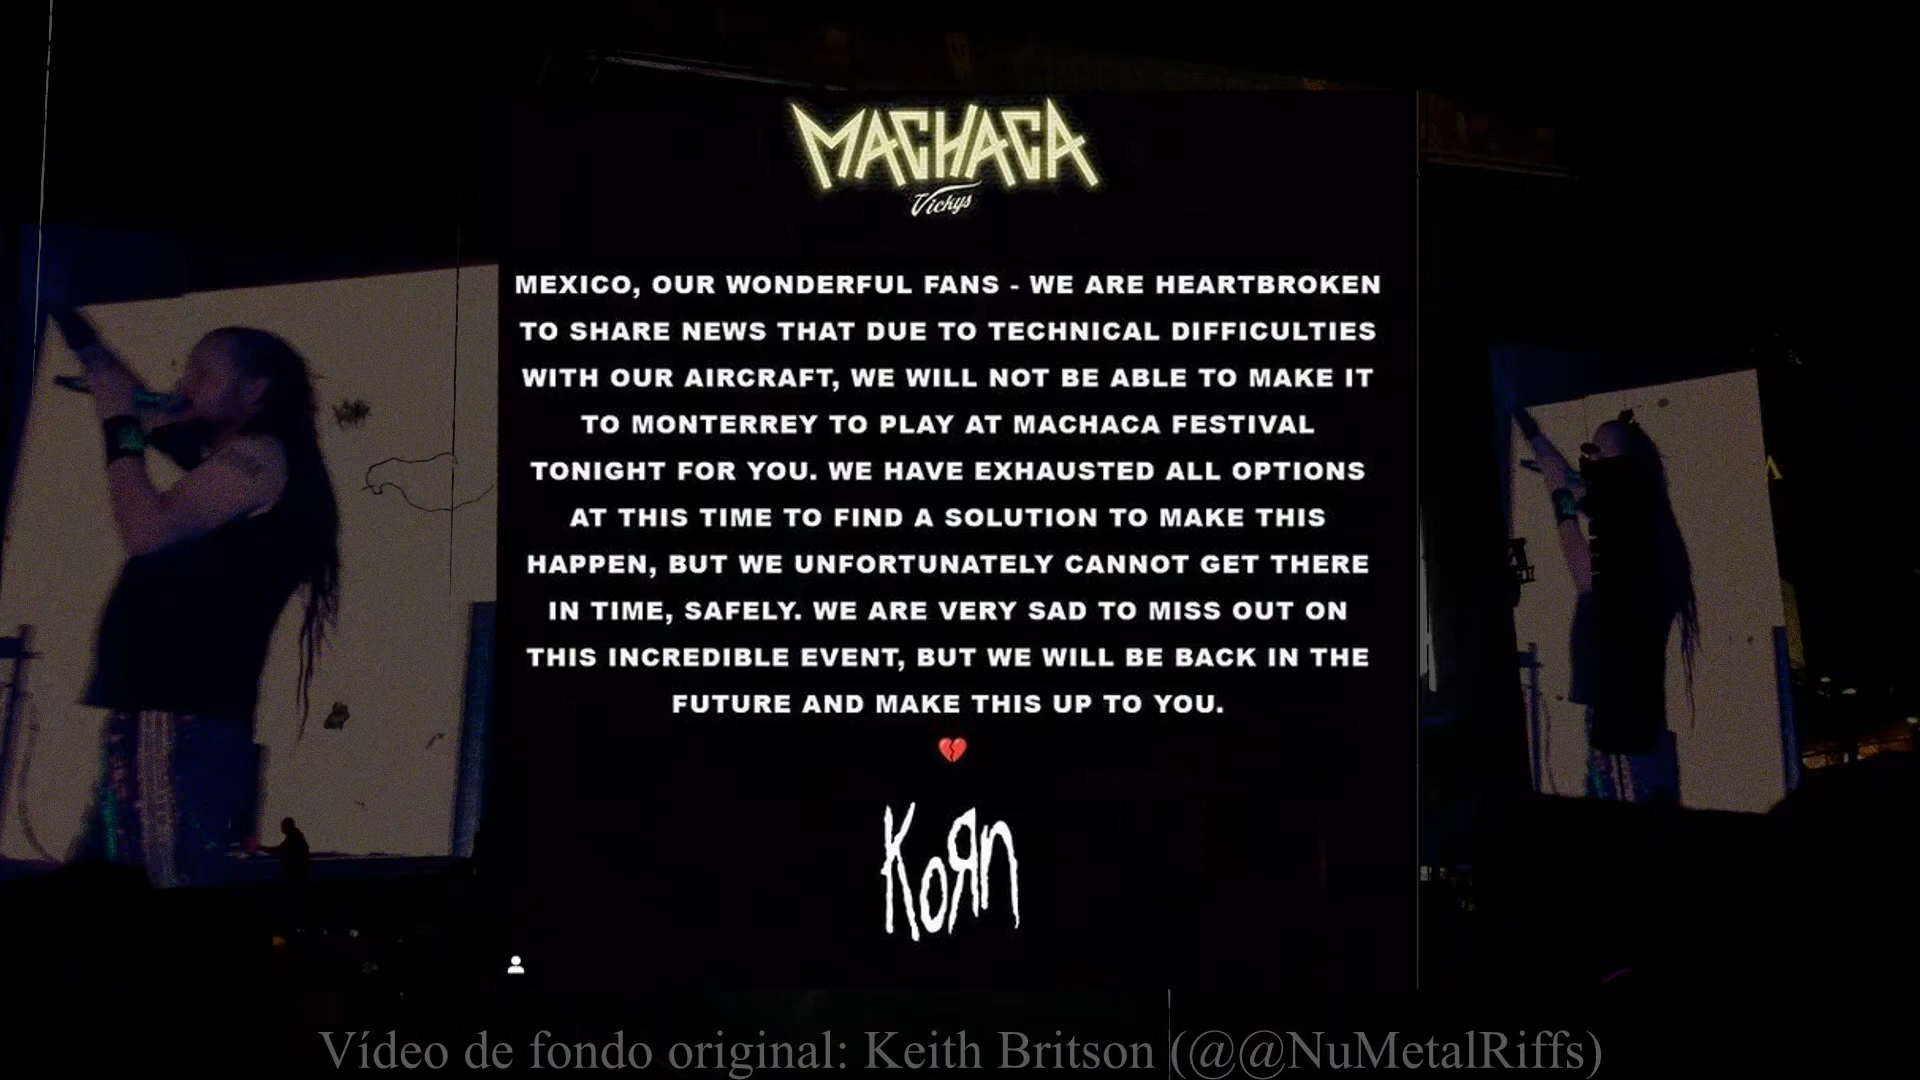 MACHACA
Vickys
MEXICO, OUR WONDERFUL FANS - WE ARE HEARTBROKEN
TO SHARE NEWS THAT DUE TO TECHNICAL DIFFICULTIES
WITH OUR AIRCRAFT, WE WILL NOT BE ABLE TO MAKE IT
TO MONTERREY TO PLAY AT MACHACA FESTIVAL
TONIGHT FOR YOU. WE HAVE EXHAUSTED ALL OPTIONS
AT THIS TIME TO FIND A SOLUTION TO MAKE THIS
HAPPEN, BUT WE UNFORTUNATELY CANNOT GET THERE
IN TIME, SAFELY. WE ARE VERY SAD TO MISS OUT ON
THIS INCREDIBLE EVENT, BUT WE WILL BE BACK IN THE
FUTURE AND MAKE THIS UP TO YOU.
💔
KoЯn
Vídeo de fondo original: Keith Britson (@@NuMetalRiffs)